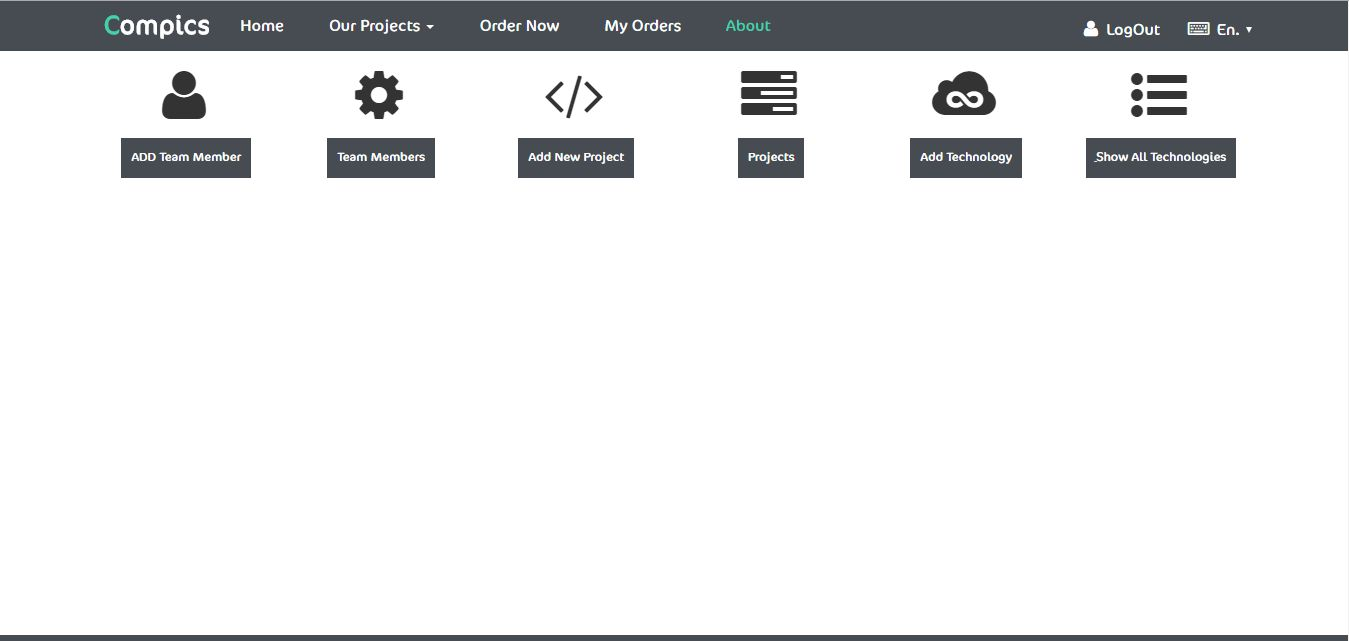 Compics Home Our Projects Order Now My Orders About LogOut En.
ADD Team Member Team Members Add New Project Projects Add Technology Show All Technologies